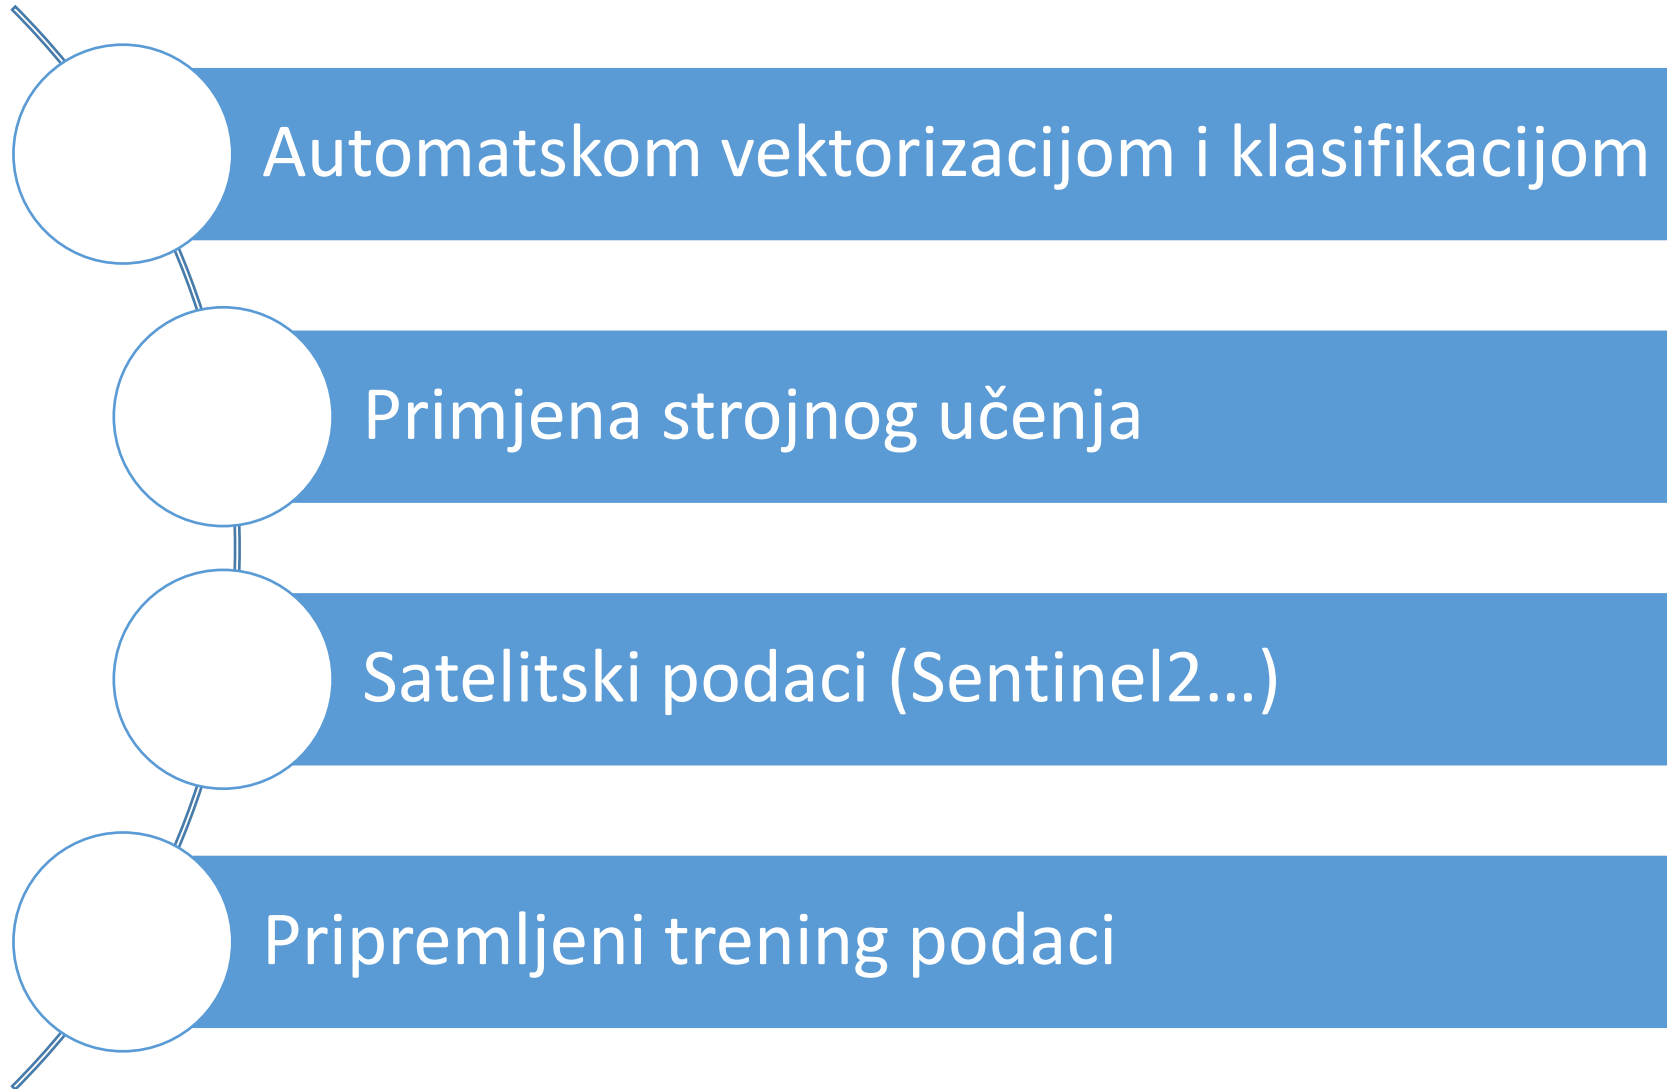 Automatskom vektorizacijom i klasifikacijom
Primjena strojnog učenja
Satelitski podaci (Sentinel2...)
Pripremljeni trening podaci